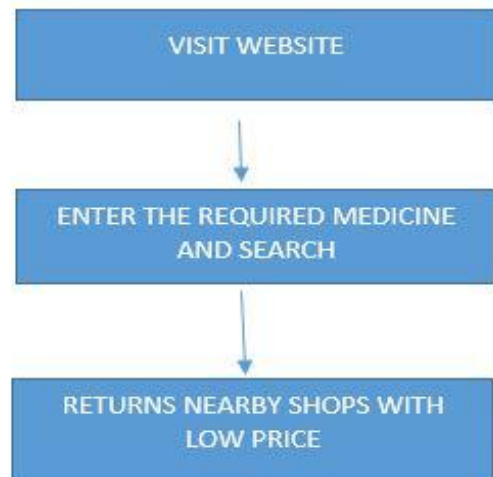 VISIT WEBSITE
ENTER THE REQUIRED MEDICINE
AND SEARCH
RETURNS NEARBY SHOPS WITH
LOW PRICE